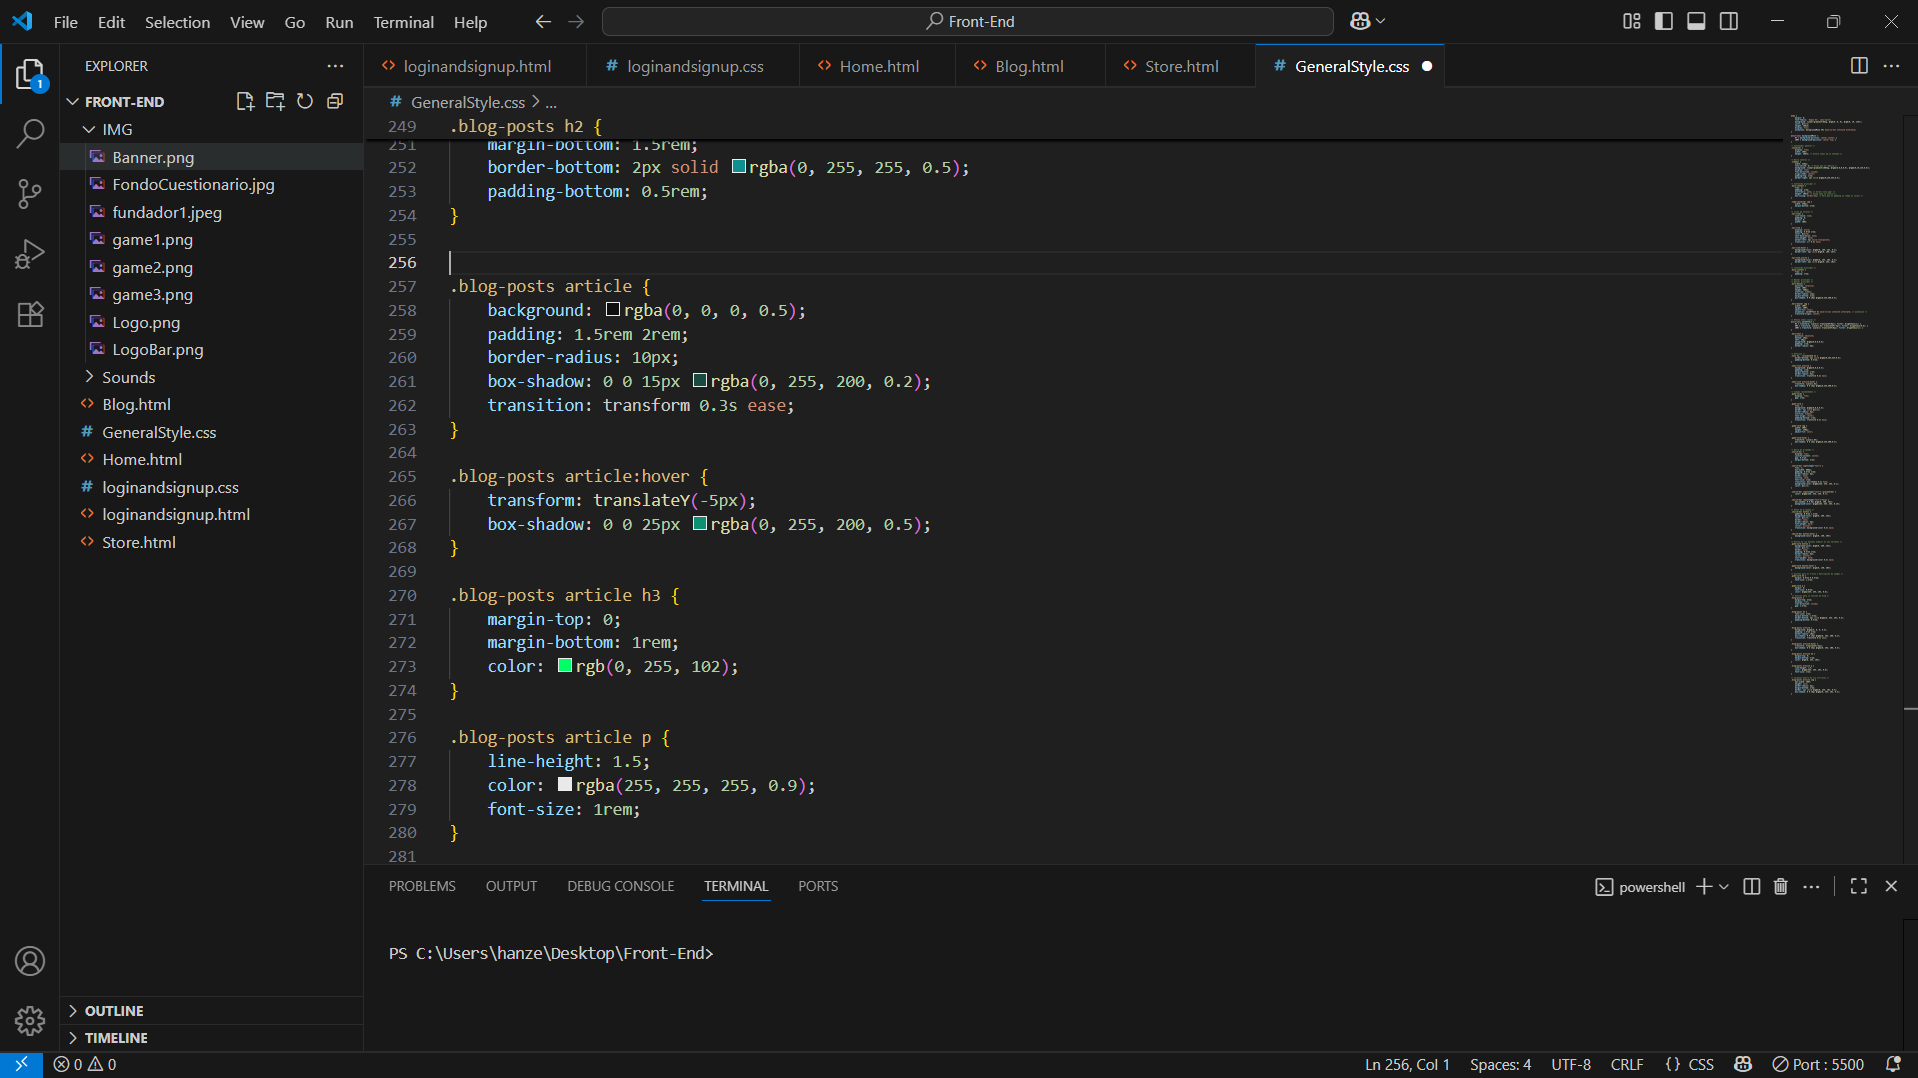 File Edit Selection View Go Run Terminal Help
Front-End
EXPLORER
FRONT-END
IMG
Banner.png
FondoCuestionario.jpg
fundador1.jpeg
game1.png
game2.png
game3.png
Logo.png
LogoBar.png
Sounds
Blog.html
# GeneralStyle.css
Home.html
# loginandsignup.css
loginandsignup.html
Store.html
OUTLINE
TIMELINE
1
loginandsignup.html # loginandsignup.css Home.html Blog.html Store.html # GeneralStyle.css
# GeneralStyle.css > ...
249 .blog-posts h2 {
251 margin-bottom: 1.5rem;
252 border-bottom: 2px solid rgba(0, 255, 255, 0.5);
253 padding-bottom: 0.5rem;
254 }
255
256
257 .blog-posts article {
258 background: rgba(0, 0, 0, 0.5);
259 padding: 1.5rem 2rem;
260 border-radius: 10px;
261 box-shadow: 0 0 15px rgba(0, 255, 200, 0.2);
262 transition: transform 0.3s ease;
263 }
264
265 .blog-posts article:hover {
266 transform: translateY(-5px);
267 box-shadow: 0 0 25px rgba(0, 255, 200, 0.5);
268 }
269
270 .blog-posts article h3 {
271 margin-top: 0;
272 margin-bottom: 1rem;
273 color: rgb(0, 255, 102);
274 }
275
276 .blog-posts article p {
277 line-height: 1.5;
278 color: rgba(255, 255, 255, 0.9);
279 font-size: 1rem;
280 }
281
PROBLEMS OUTPUT DEBUG CONSOLE TERMINAL PORTS
powershell
PS C:\Users\hanze\Desktop\Front-End>
0 0
Ln 256, Col 1 Spaces: 4 UTF-8 CRLF {} CSS Port : 5500